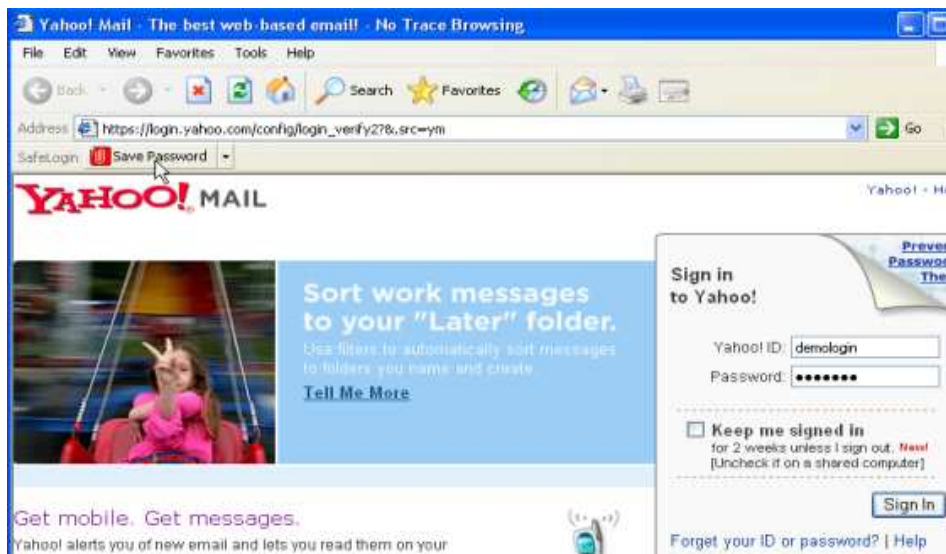 Yahoo! Mail - The best web-based email! - No Trace Browsing
File Edit View Favorites Tools Help
Back Search Favorites
Address https://login.yahoo.com/config/login_verify2?&.src=ym Go
SafeLogin Save Password
YAHOO! MAIL
Yahoo! -
Sign in
to Yahoo!
Sort work messages
to your "Later" folder.
Use filters to automatically sort messages
to folders you name and create.
Tell Me More
Yahoo! ID: demologin
Password:
Keep me signed in
for 2 weeks unless I sign out. New!
[Uncheck if on a shared computer]
Sign In
Forget your ID or password? | Help
Get mobile. Get messages.
Yahoo! alerts you of new email and lets you read them on your